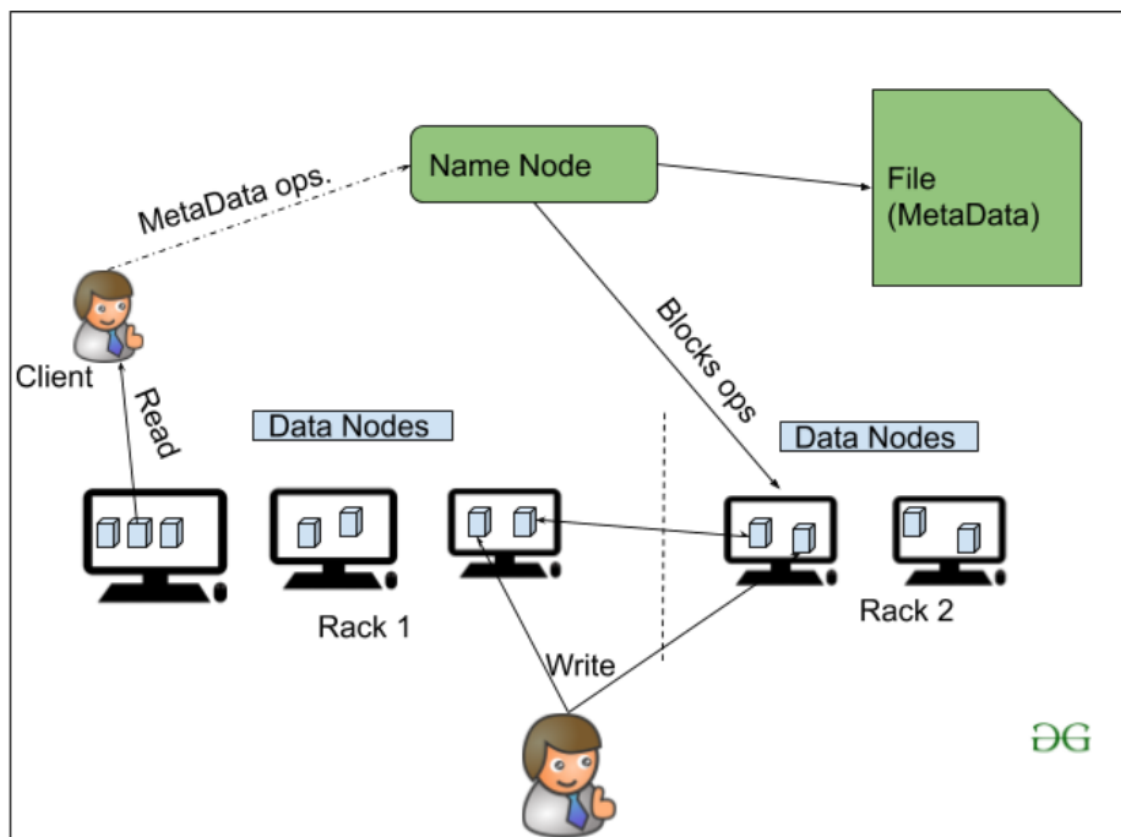 Name Node
File
(MetaData)
MetaData ops.
Blocks ops
Client
Read
Data Nodes
Data Nodes
Rack 1
Rack 2
Write